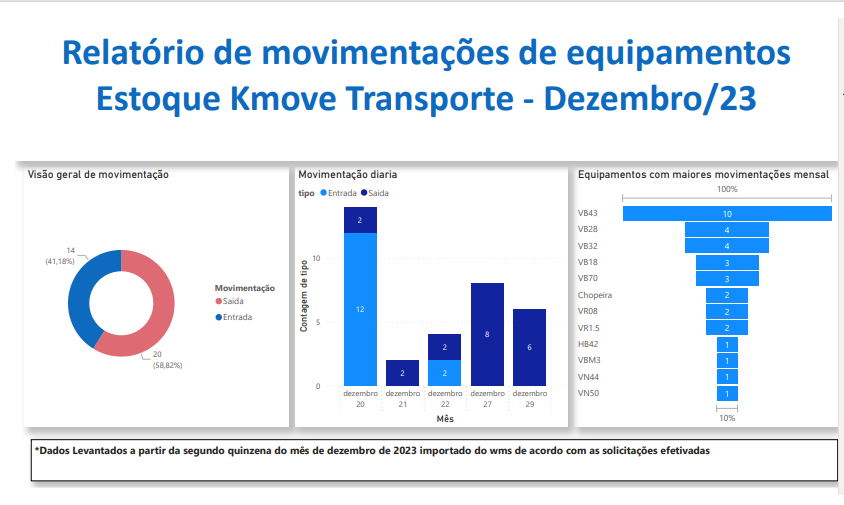 Relatório de movimentações de equipamentos
Estoque Kmove Transporte - Dezembro/23
Visão geral de movimentação
14
(41,18%)
20
(58,82%)
Movimentação
Saida
Entrada
Movimentação diaria
tipo Entrada Saida
Contagem de tipo
10
5
0
2
12
2
2
2
8
6
dezembro dezembro dezembro dezembro dezembro
20 21 22 27 29
Mês
Equipamentos com maiores movimentações mensal
100%
VB43 10
VB28 4
VB32 4
VB18 3
VB70 3
Chopeira 2
VR08 2
VR1.5 2
HB42 1
VBM3 1
VN44 1
VN50 1
10%
*Dados Levantados a partir da segundo quinzena do mês de dezembro de 2023 importado do wms de acordo com as solicitações efetivadas